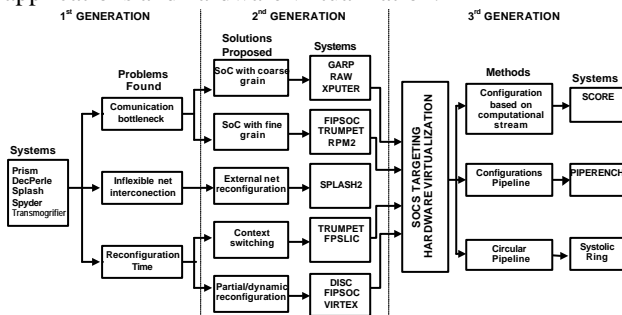 1st GENERATION
2nd GENERATION
3rd GENERATION
Problems
Found
Solutions
Proposed
Systems
Methods
Systems
Systems
Prism
DecPerle
Splash
Spyder
Transmogrifier
Comunication
bottleneck
Inflexible net
interconnection
Reconfiguration
Time
SoC with coarse
grain
SoC with fine
grain
External net
reconfiguration
Context
switching
Partial/dynamic
reconfiguration
GARP
RAW
XPUTER
FIPSOC
TRUMPET
RPM2
SPLASH2
TRUMPET
FPSLIC
DISC
FIPSOC
VIRTEX
SOCS TARGETING
HARDWARE VIRTUALIZATION
Configuration
based on
computational
stream
Configurations
Pipeline
Circular
Pipeline
SCORE
PIPERENCH
Systolic
Ring